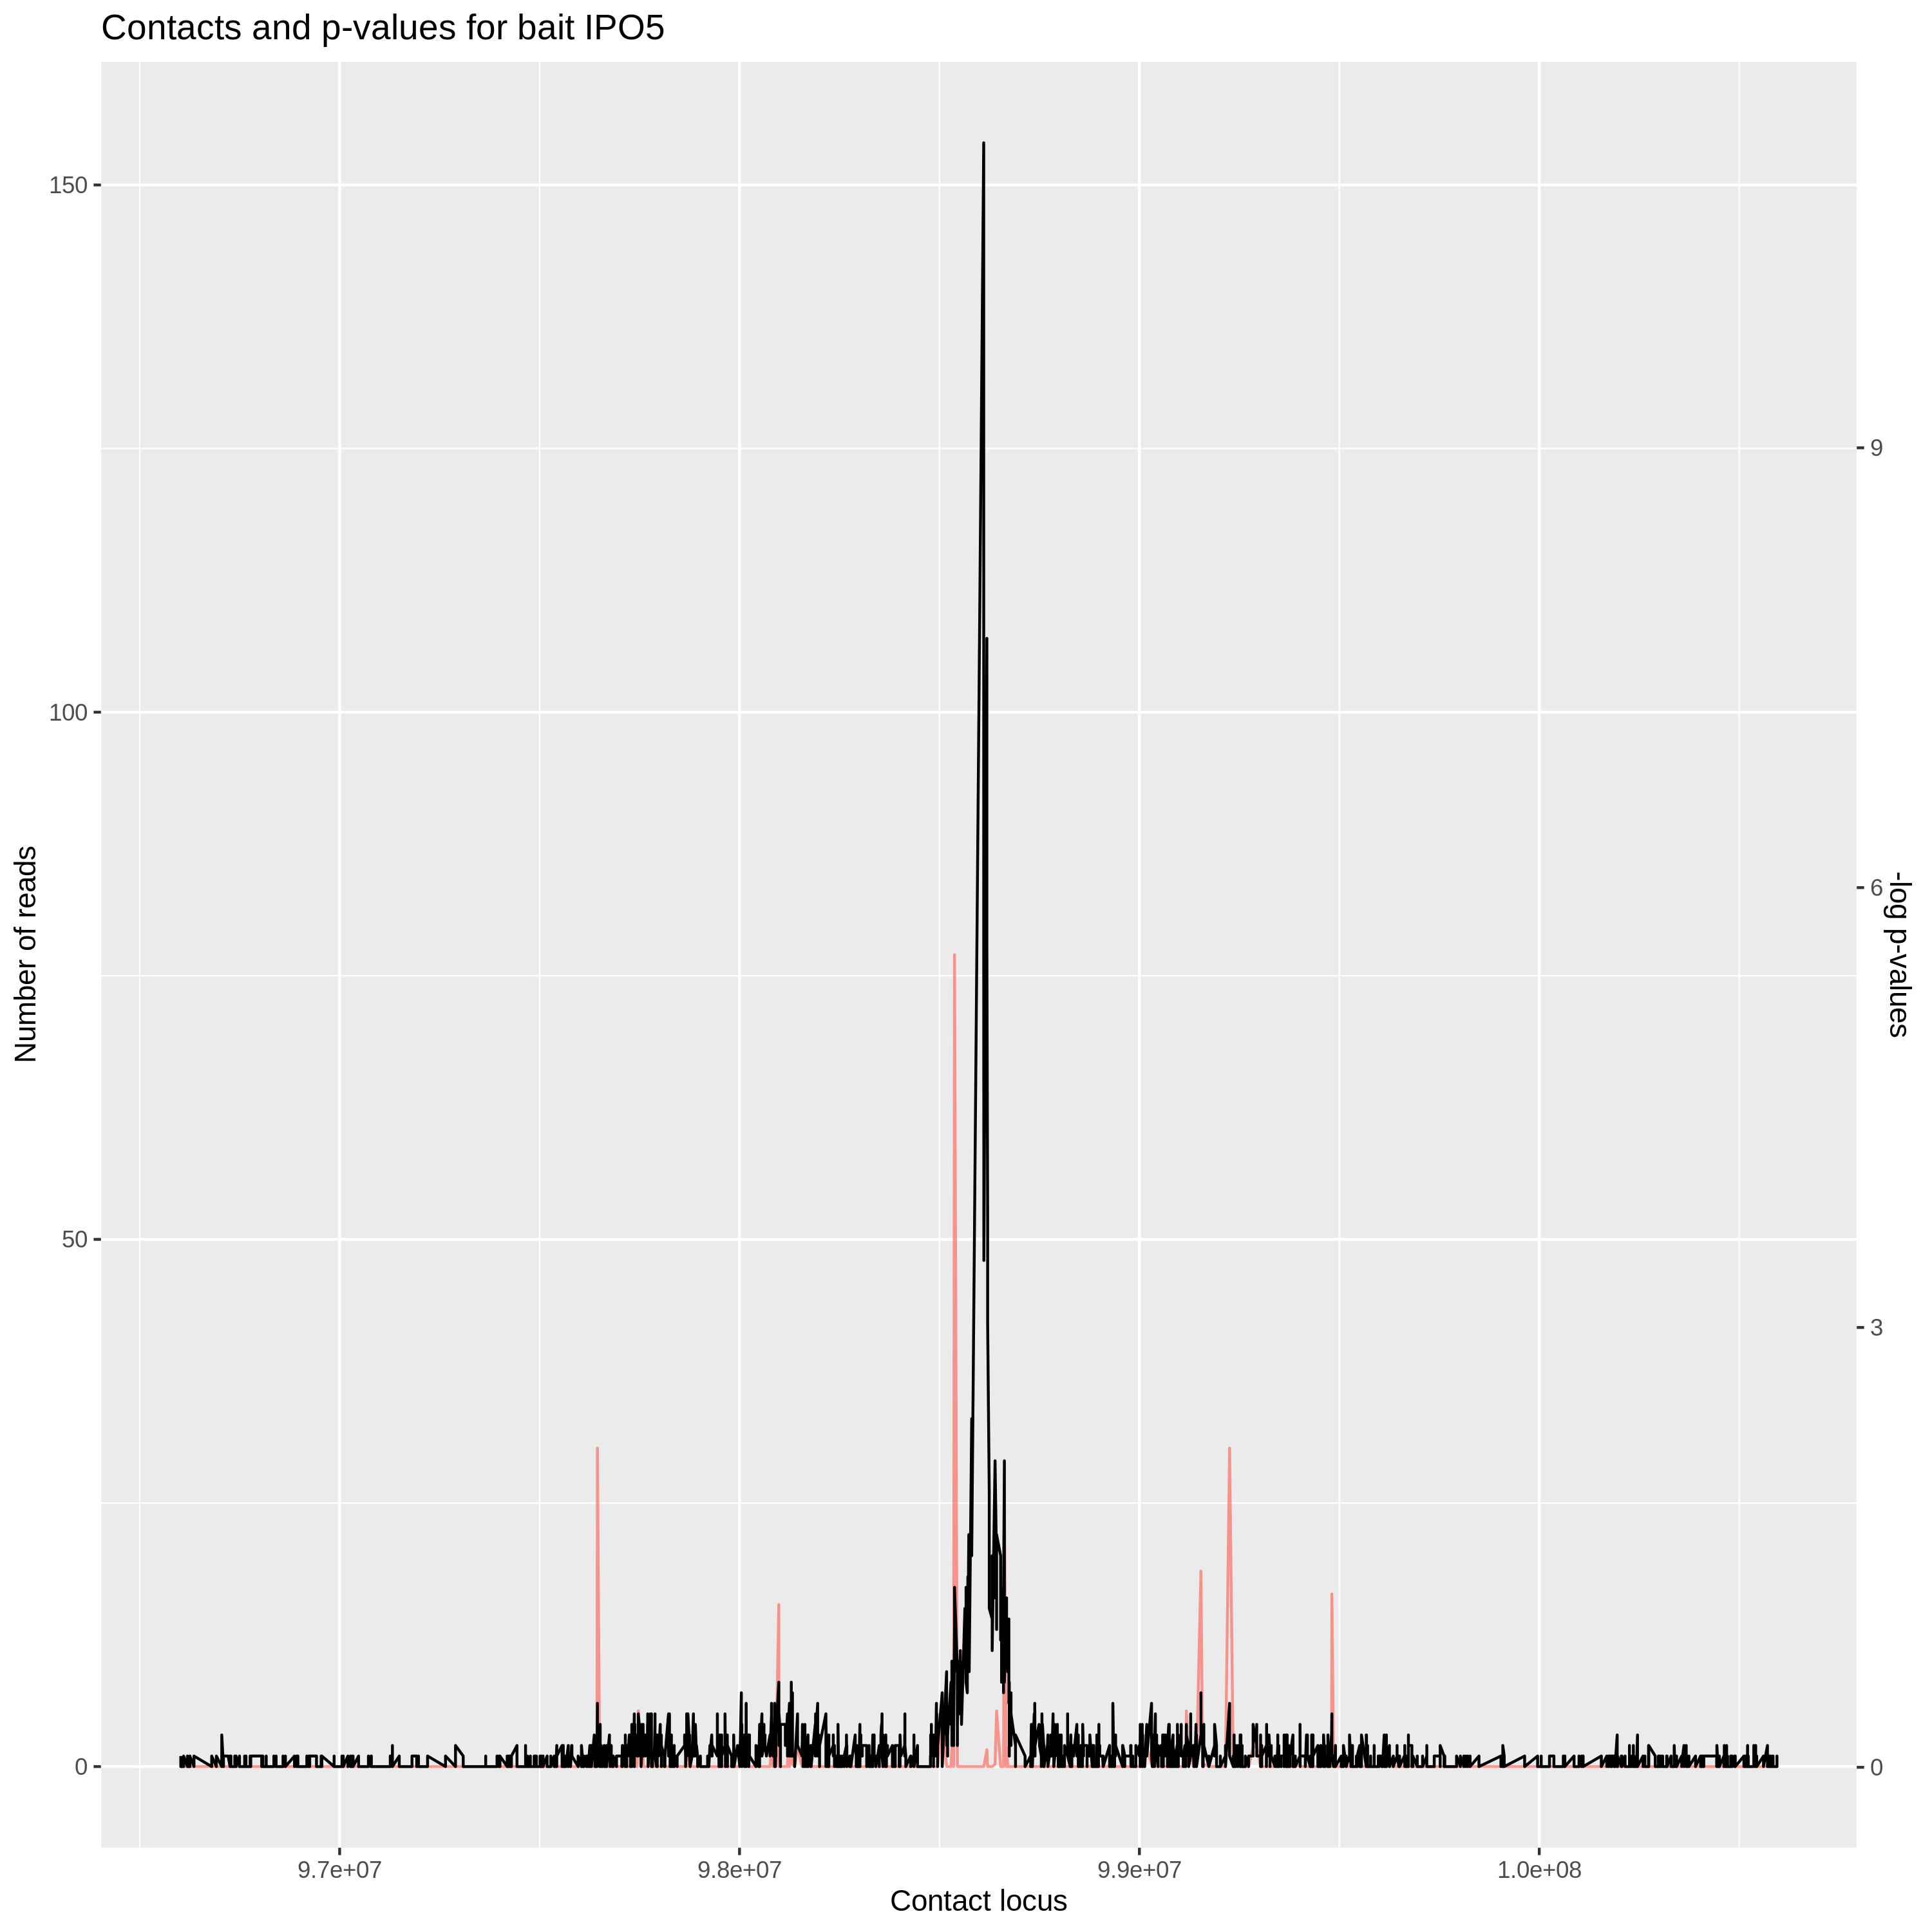 Contacts and p-values for bait IPO5
150
100
50
0
Number of reads
9
6
3
0
-log p-values
9.7e+07
9.8e+07
9.9e+07
1.0e+08
Contact locus